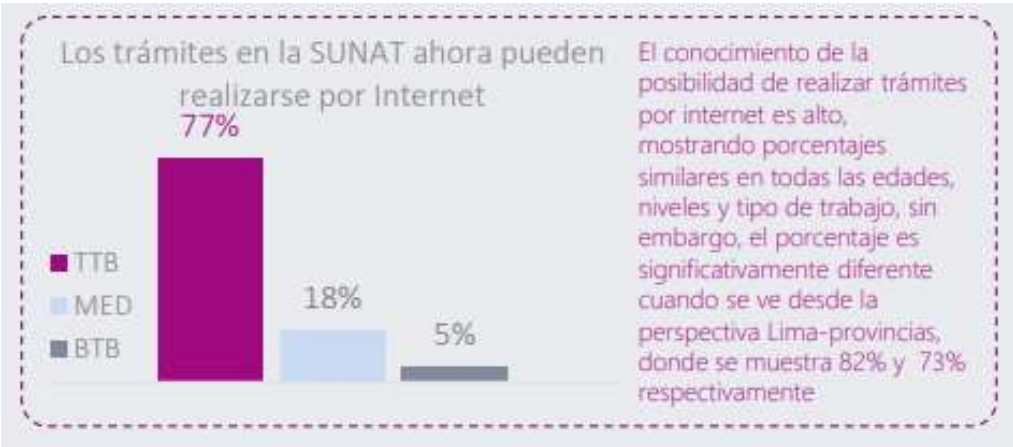 Los trámites en la SUNAT ahora pueden
realizarse por Internet
77%
18%
5%
TTB
MED
BTB
El conocimiento de la
posibilidad de realizar trámites
por internet es alto,
mostrando porcentajes
similares en todas las edades,
niveles y tipo de trabajo, sin
embargo, el porcentaje es
significativamente diferente
cuando se ve desde la
perspectiva Lima-provincias,
donde se muestra 82% y 73%
respectivamente